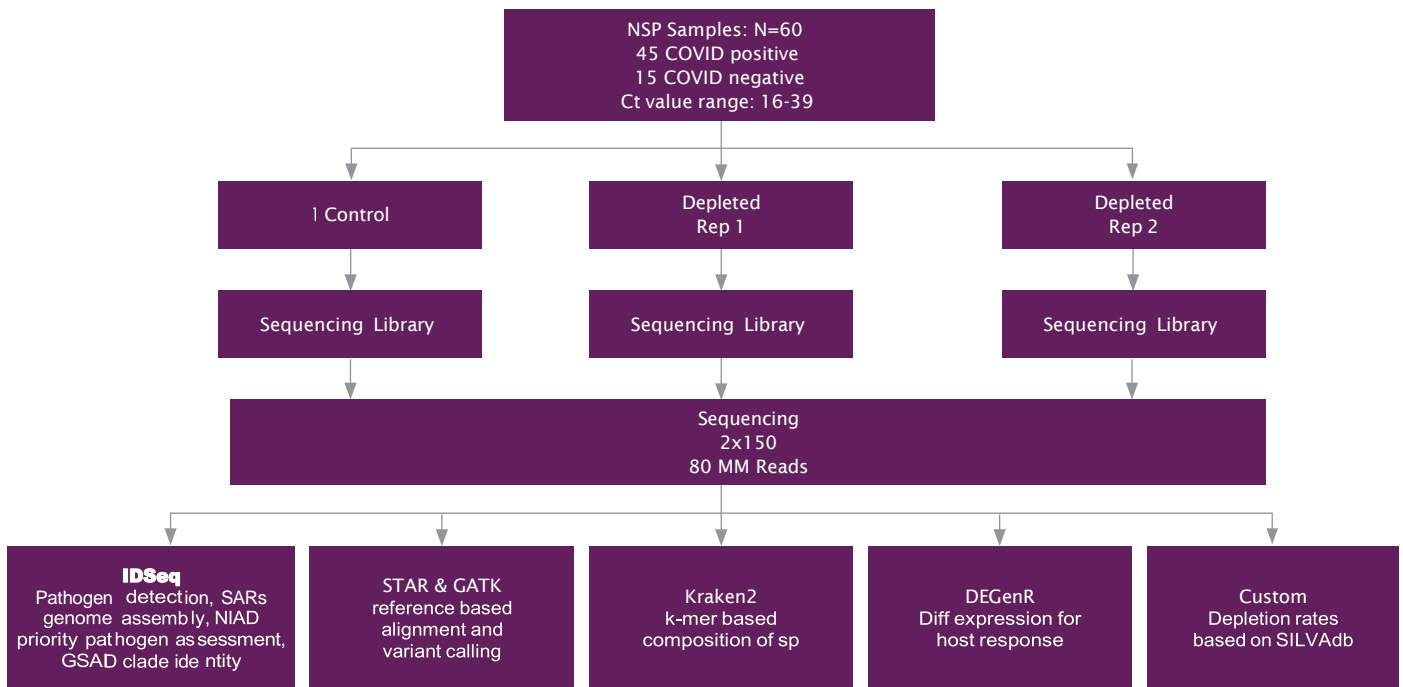 NSP Samples: N=60
45 COVID positive
15 COVID negative
Ct value range: 16-39
1 Control
Depleted
Rep 1
Depleted
Rep 2
Sequencing Library
Sequencing Library
Sequencing Library
Sequencing
2x150
80 MM Reads
IDSeq
Pathogen detection, SARs
genome assembly, NIAD
priority pathogen assessment,
GSAD clade identity
STAR & GATK
reference based
alignment and
variant calling
Kraken2
k-mer based
composition of sp
DEGenR
Diff expression for
host response
Custom
Depletion rates
based on SILVAdb